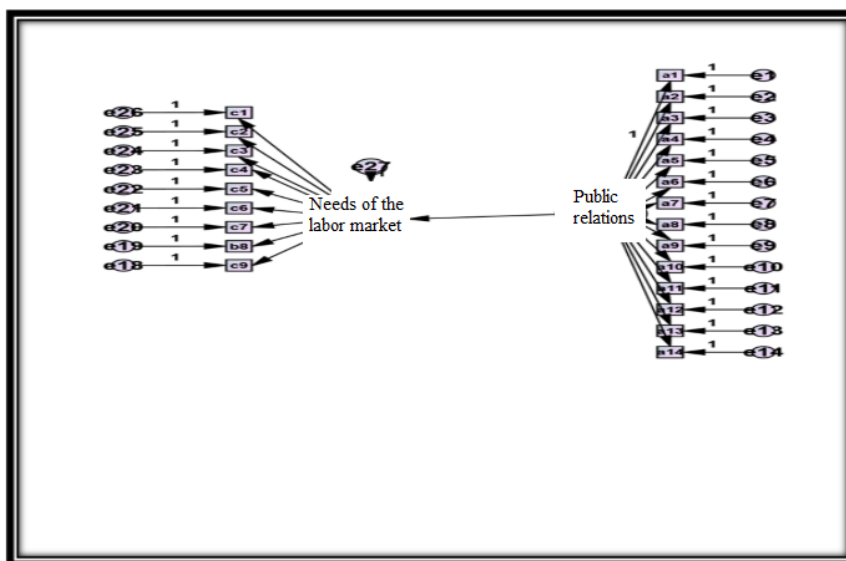 e26 1 c1
e25 1 c2
e24 1 c3
e23 1 c4
e22 1 c5
e21 1 c6
e20 1 c7
e19 1 b8
e18 1 c9
e27
Needs of the
labor market
Public
relations
1
a1 1 e1
a2 1 e2
a3 1 e3
a4 1 e4
a5 1 e5
a6 1 e6
a7 1 e7
a8 1 e8
a9 1 e9
a10 1 e10
a11 1 e11
a12 1 e12
a13 1 e13
a14 1 e14